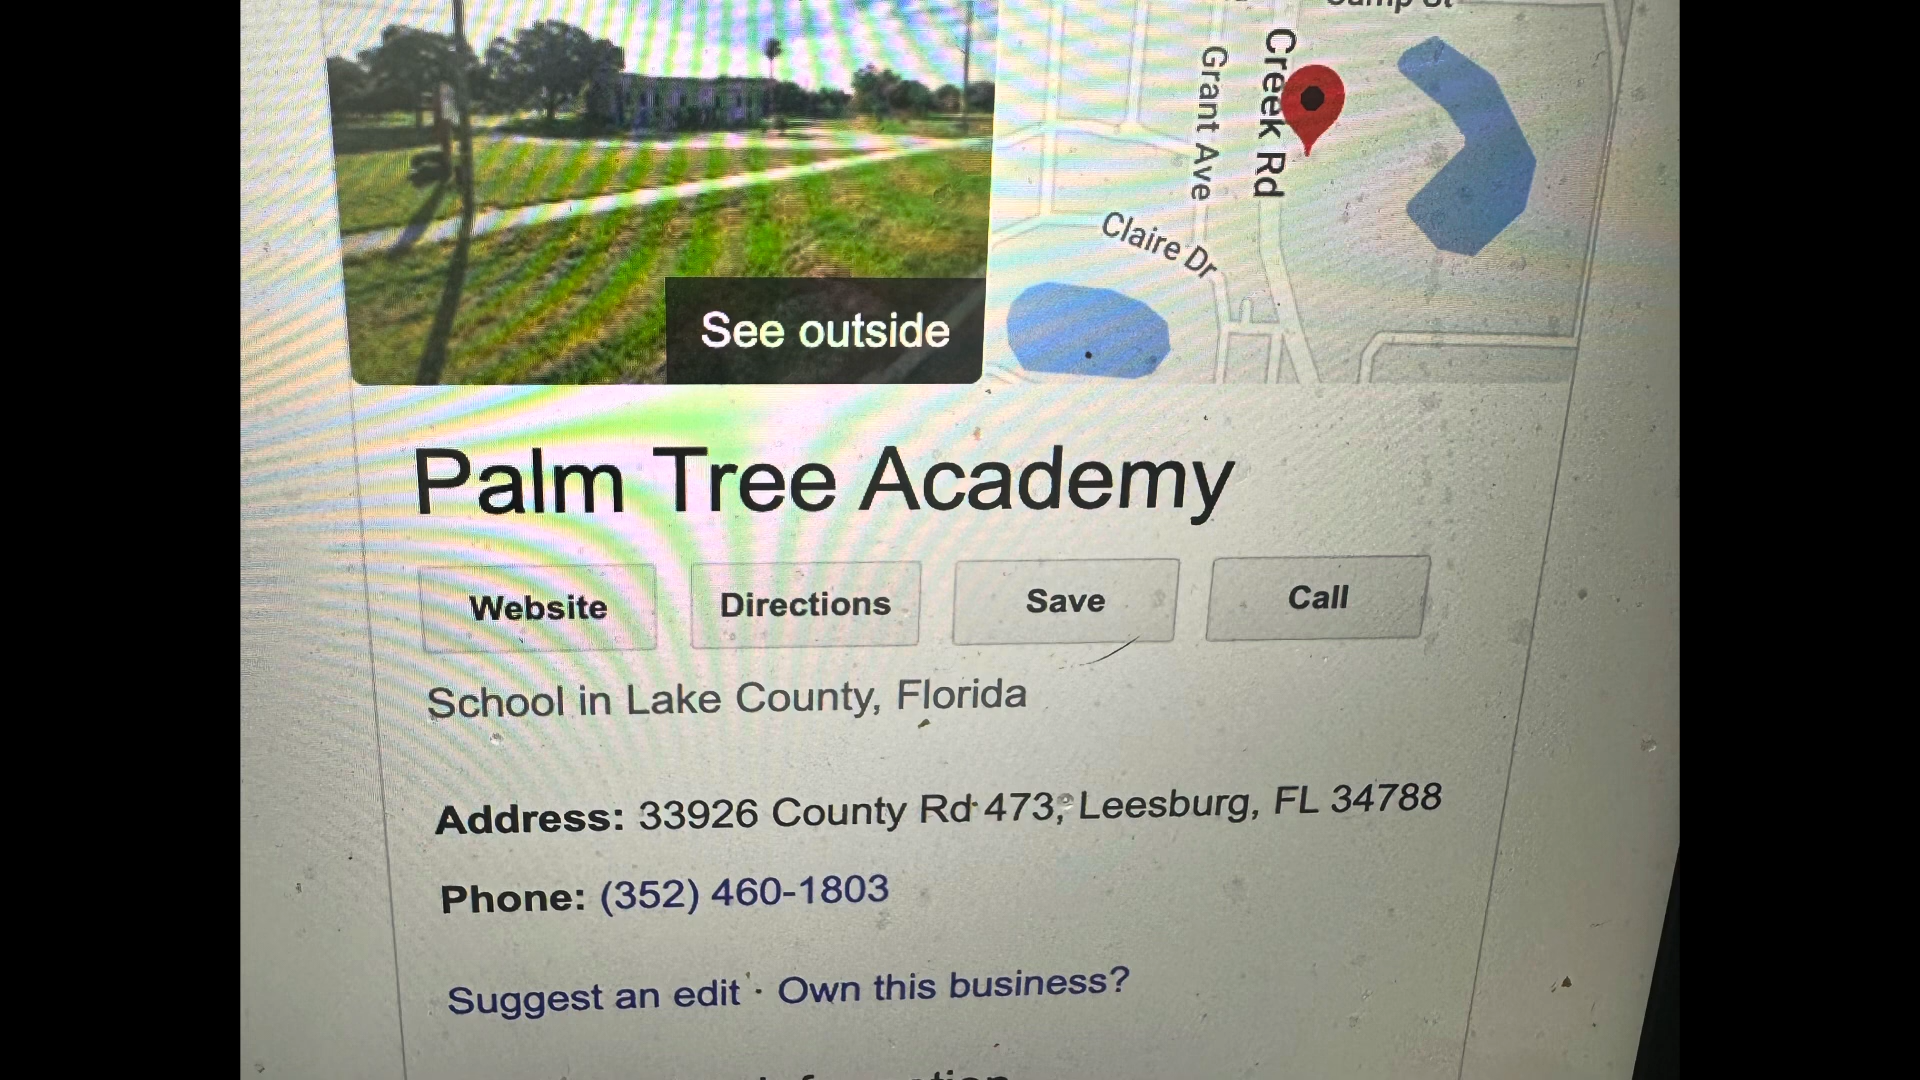 Grant Ave
Creek Rd
Claire Dr
See outside
Palm Tree Academy
Website Directions Save Call
School in Lake County, Florida
Address: 33926 County Rd 473, Leesburg, FL 34788
Phone: (352) 460-1803
Suggest an edit · Own this business?